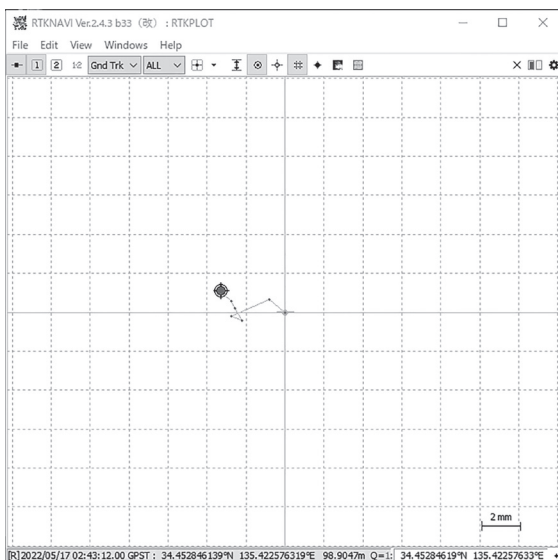 RTKNAVI Ver.2.4.3 b33 (改) : RTKPLOT
File Edit View Windows Help
1 2 1-2 Gnd Trk ALL
2 mm
[R]2022/05/17 02:43:12.00 GPST : 34.452846139°N 135.422576319°E 98.9047m Q=1: 34.45284619°N 135.42257633°E